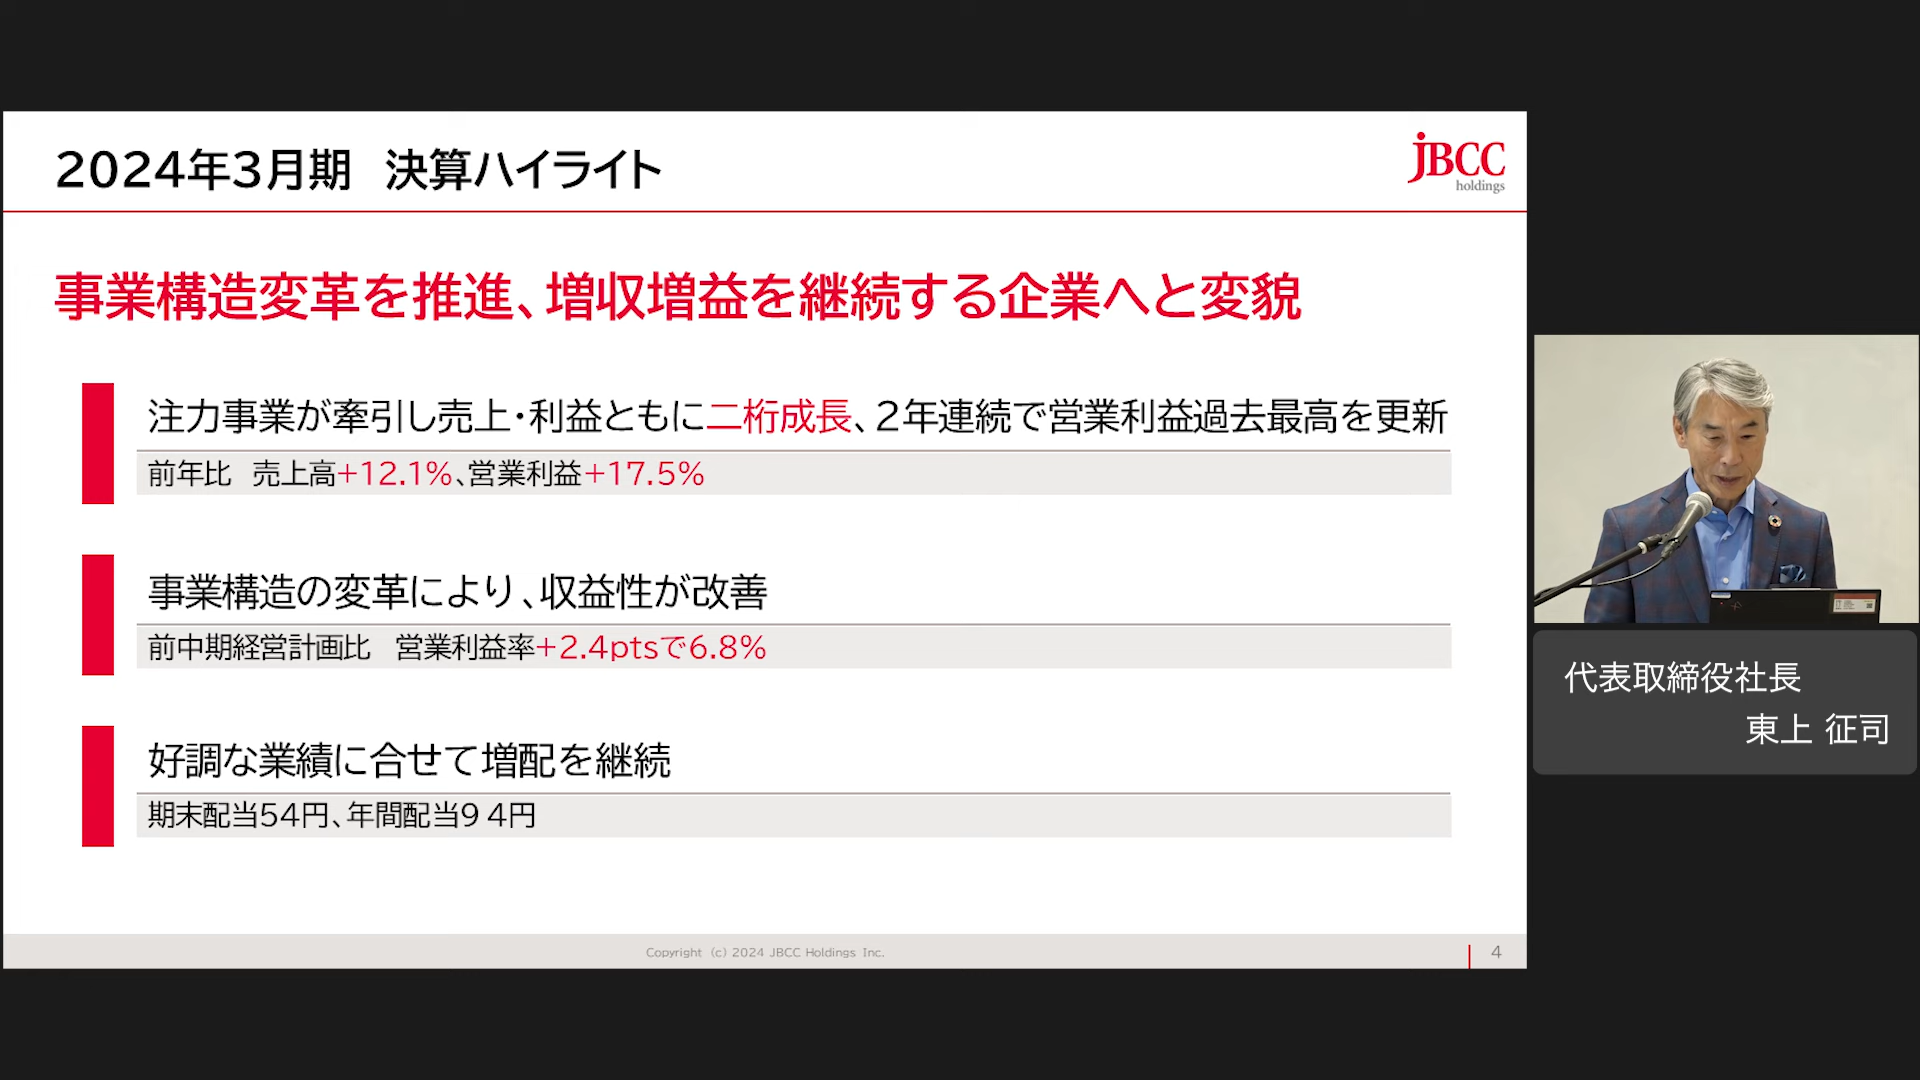 2024年3月期　決算ハイライト
JBCC
holdings
事業構造変革を推進、増収増益を継続する企業へと変貌
注力事業が牽引し売上・利益ともに二桁成長、2年連続で営業利益過去最高を更新
前年比　売上高+12.1%、営業利益+17.5%
事業構造の変革により、収益性が改善
前中期経営計画比　営業利益率+2.4ptsで6.8%
好調な業績に合せて増配を継続
期末配当54円、年間配当9 4円
Copyright (c) 2024 JBCC Holdings Inc.
4
代表取締役社長
東上 征司